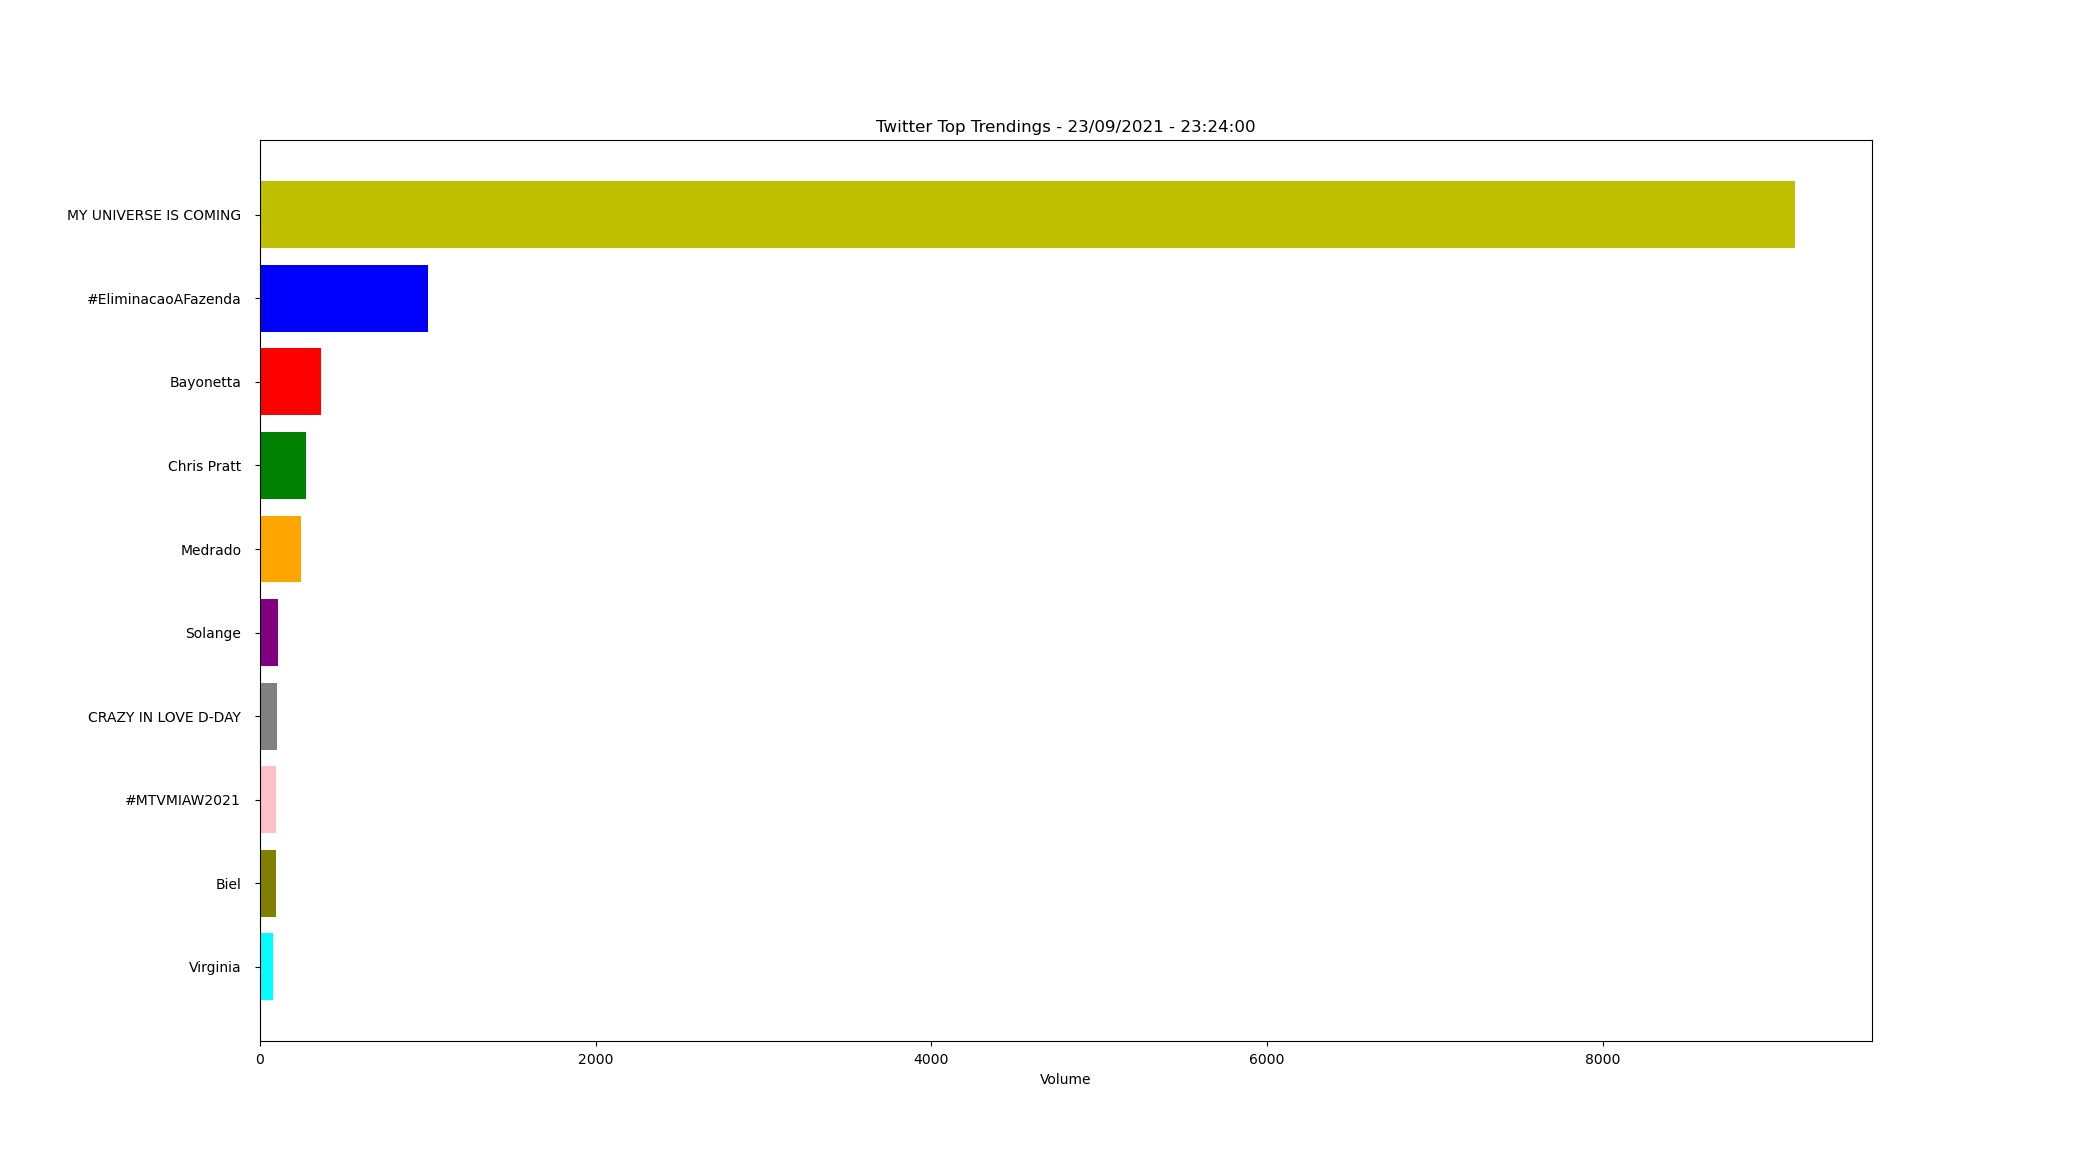 Twitter Top Trendings - 23/09/2021 - 23:24:00
MY UNIVERSE IS COMING
#EliminacaoAFazenda
Bayonetta
Chris Pratt
Medrado
Solange
CRAZY IN LOVE D-DAY
#MTVMIAW2021
Biel
Virginia
0 2000 4000 6000 8000
Volume